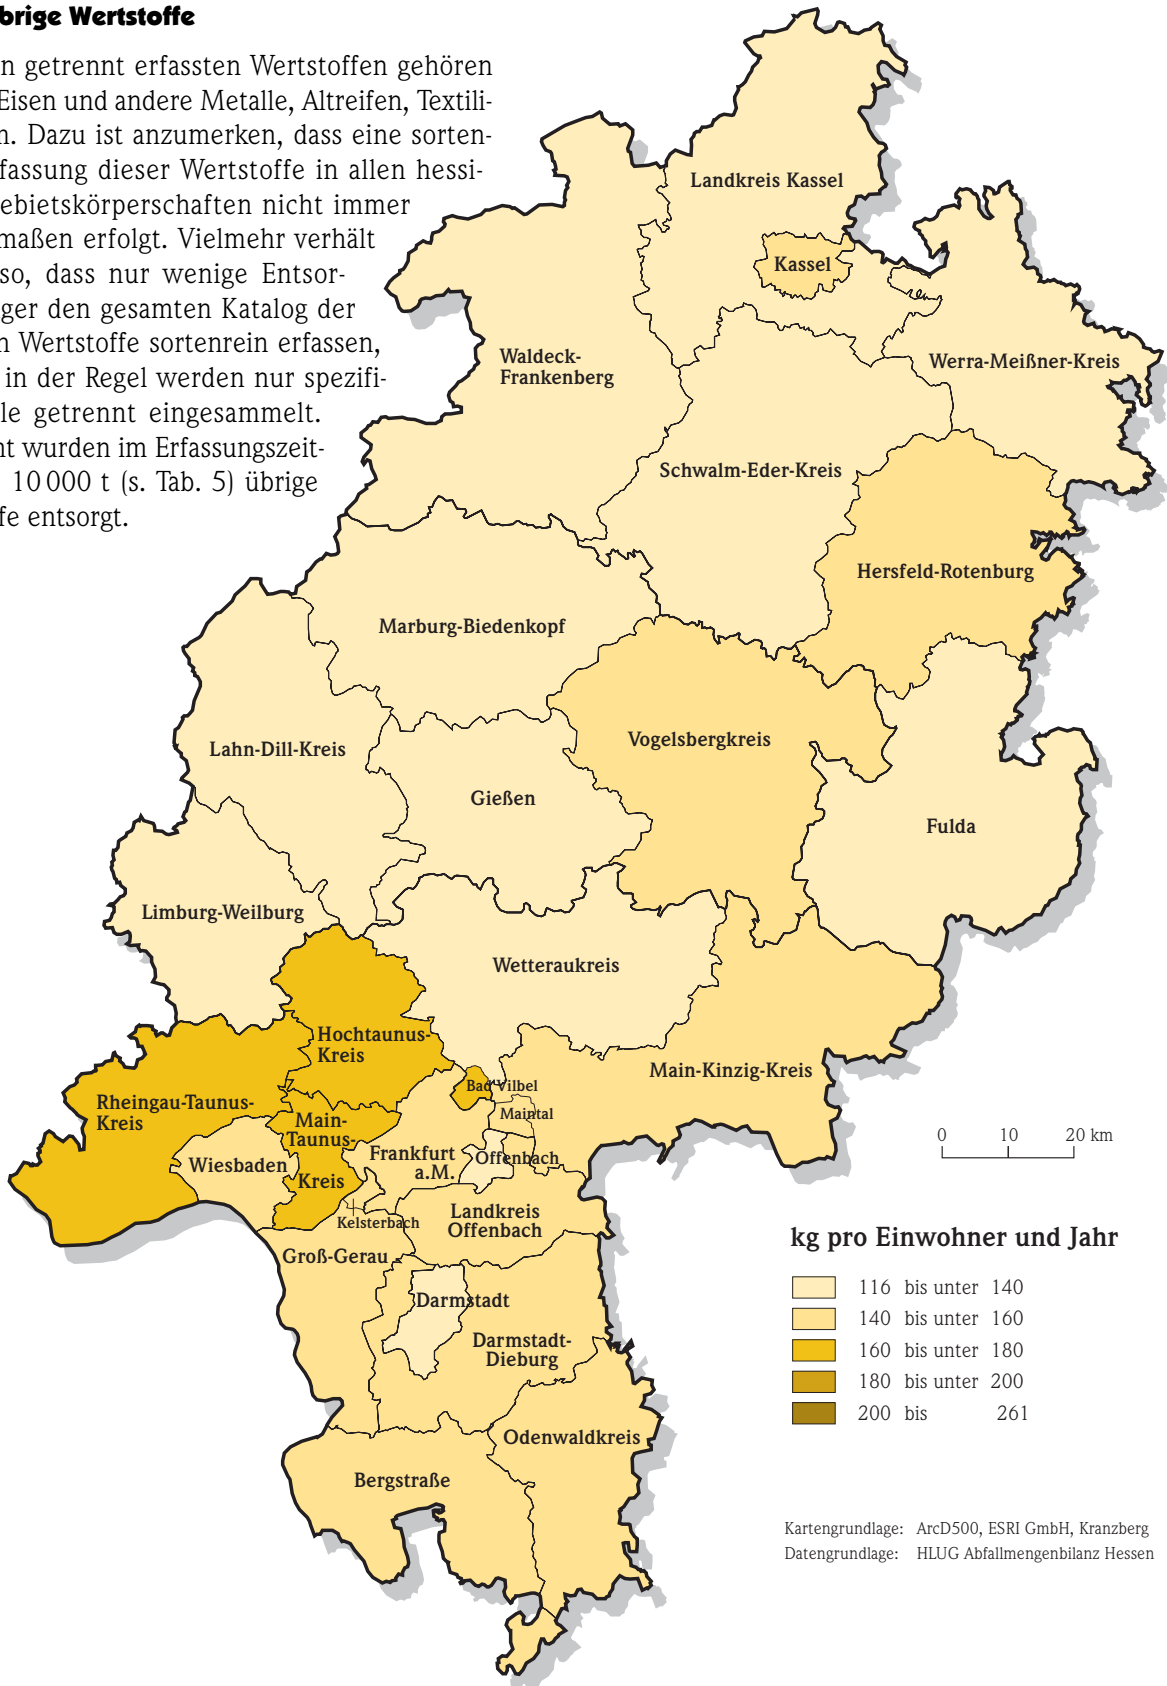 brige Wertstoffe
n getrennt erfassten Wertstoffen gehören
Eisen und andere Metalle, Altreifen, Textili-
n. Dazu ist anzumerken, dass eine sorten-
fassung dieser Wertstoffe in allen hessi-
ebietskörperschaften nicht immer
maßen erfolgt. Vielmehr verhält
so, dass nur wenige Entsor-
ger den gesamten Katalog der
n Wertstoffe sortenrein erfassen,
in der Regel werden nur spezifi-
le getrennt eingesammelt.
nt wurden im Erfassungszeit-
10 000 t (s. Tab. 5) übrige
fe entsorgt.
Landkreis Kassel
Kassel
Waldeck-
Frankenberg
Werra-Meißner-Kreis
Schwalm-Eder-Kreis
Hersfeld-Rotenburg
Marburg-Biedenkopf
Vogelsbergkreis
Lahn-Dill-Kreis
Gießen
Fulda
Limburg-Weilburg
Wetteraukreis
Hochtaunus-
Kreis
Main-Kinzig-Kreis
Bad Vilbel
Rheingau-Taunus-
Kreis
Maintal
Main-
Taunus-
Kreis
Frankfurt
a.M.
Offenbach
Wiesbaden
Kelsterbach
Landkreis
Offenbach
Groß-Gerau
Darmstadt
Darmstadt-
Dieburg
Odenwaldkreis
Bergstraße
0 10 20 km
kg pro Einwohner und Jahr
116 bis unter 140
140 bis unter 160
160 bis unter 180
180 bis unter 200
200 bis 261
Kartengrundlage: ArcD500, ESRI GmbH, Kranzberg
Datengrundlage: HLUG Abfallmengenbilanz Hessen